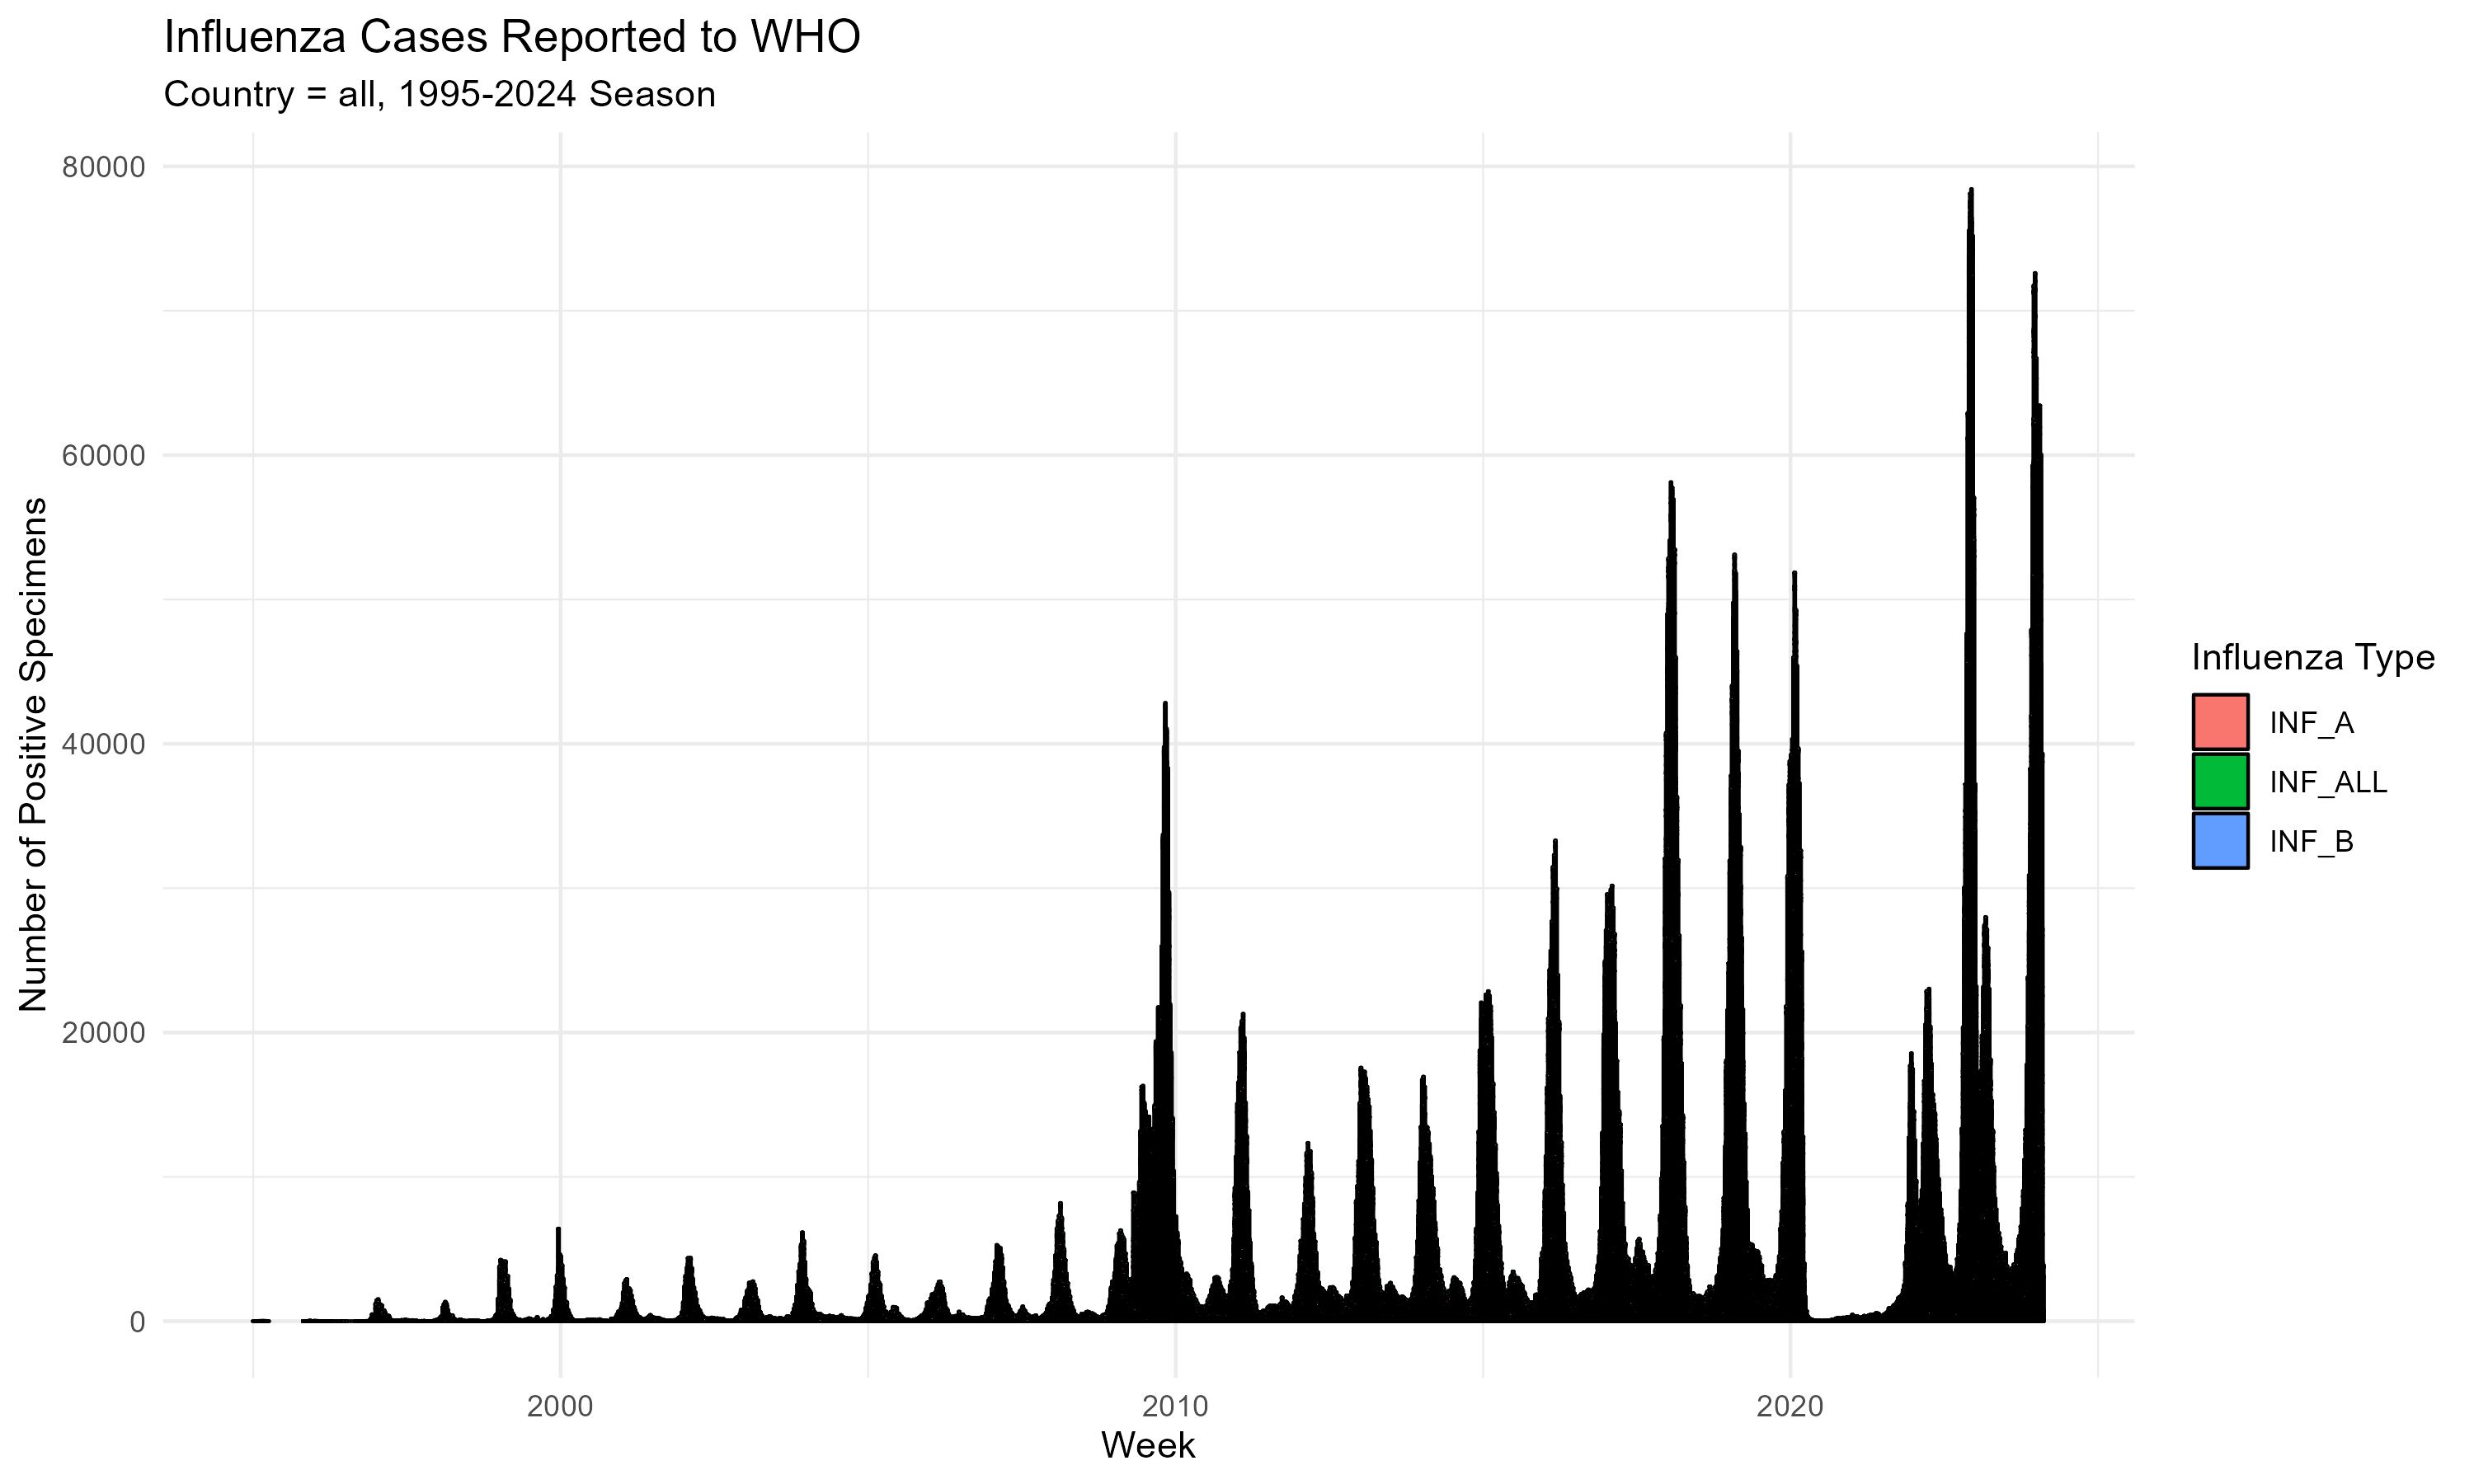 Influenza Cases Reported to WHO
Country = all, 1995-2024 Season
80000
60000
40000
20000
0
Number of Positive Specimens
2000
2010
2020
Week
Influenza Type
INF_A
INF_ALL
INF_B